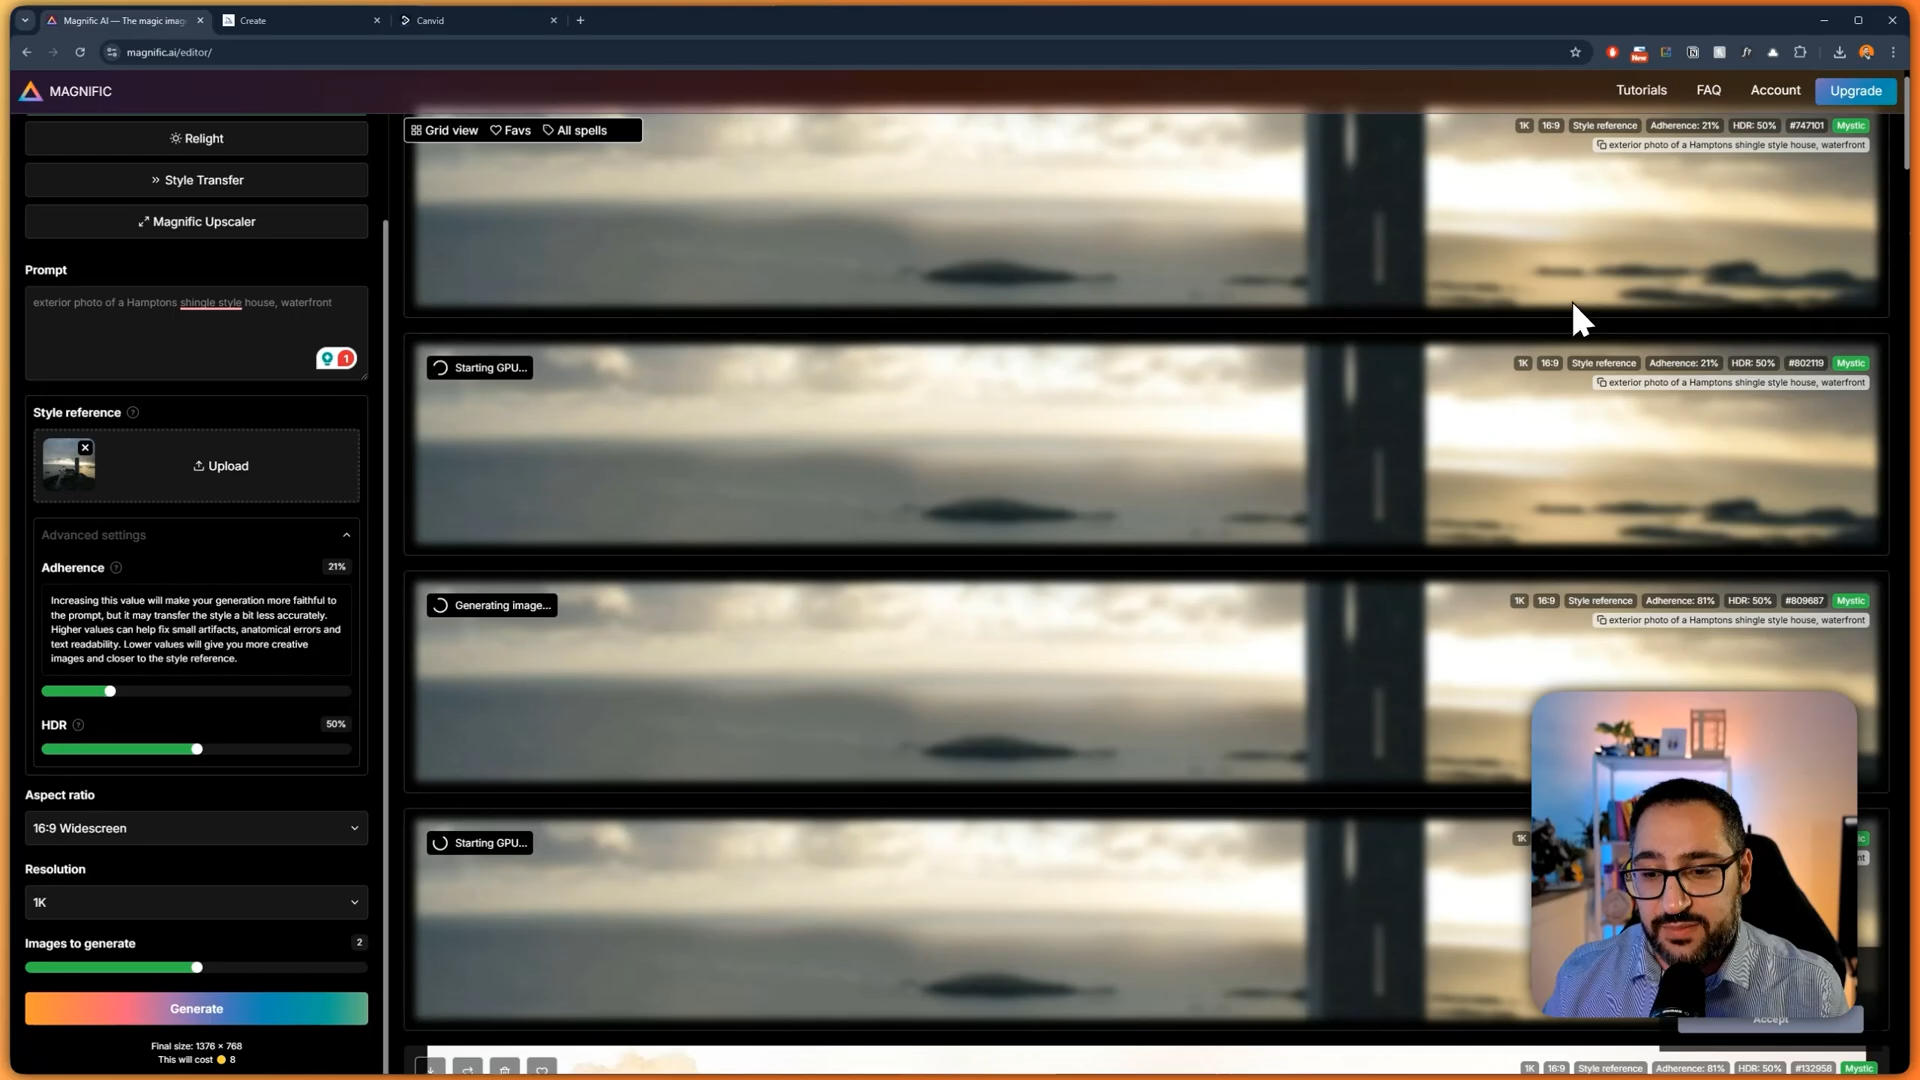 Magnific AI — The magic imag
Create
Canvid
magnific.ai/editor/
New
MAGNIFIC
Tutorials
FAQ
Account
Upgrade
Relight
Style Transfer
Magnific Upscaler
Prompt
exterior photo of a Hamptons shingle style house, waterfront
1
Style reference
Upload
Advanced settings
Adherence
21%
Increasing this value will make your generation more faithful to
the prompt, but it may transfer the style a bit less accurately.
Higher values can help fix small artifacts, anatomical errors and
text readability. Lower values will give you more creative
images and closer to the style reference.
HDR
50%
Aspect ratio
16:9 Widescreen
Resolution
1K
Images to generate
2
Generate
Final size: 1376 × 768
This will cost 8
Grid view Favs All spells
1K 16:9 Style reference Adherence: 21% HDR: 50% #747101 Mystic
exterior photo of a Hamptons shingle style house, waterfront
Starting GPU...
1K 16:9 Style reference Adherence: 21% HDR: 50% #802119 Mystic
exterior photo of a Hamptons shingle style house, waterfront
Generating image...
1K 16:9 Style reference Adherence: 81% HDR: 50% #809687 Mystic
exterior photo of a Hamptons shingle style house, waterfront
Starting GPU...
1K
Accept
1K 16:9 Style reference Adherence: 81% HDR: 50% #132958 Mystic